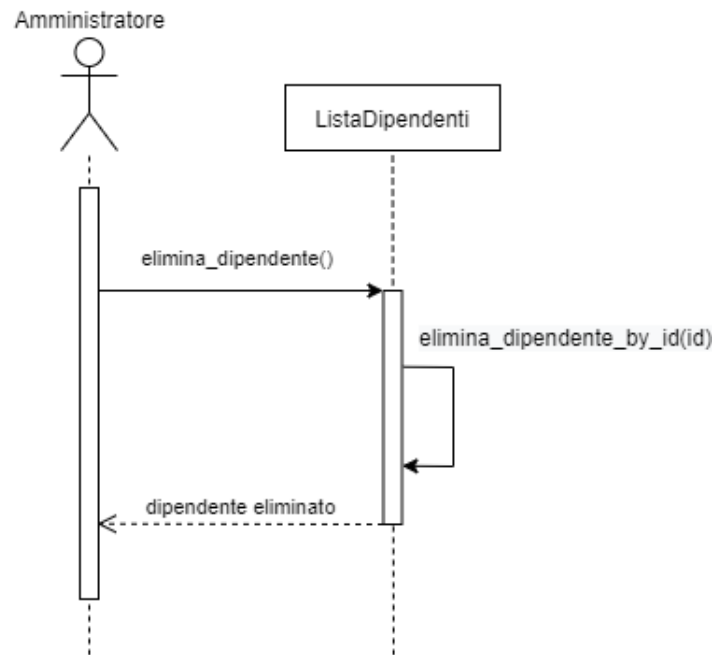 Amministratore
ListaDipendenti
elimina_dipendente()
elimina_dipendente_by_id(id)
dipendente eliminato